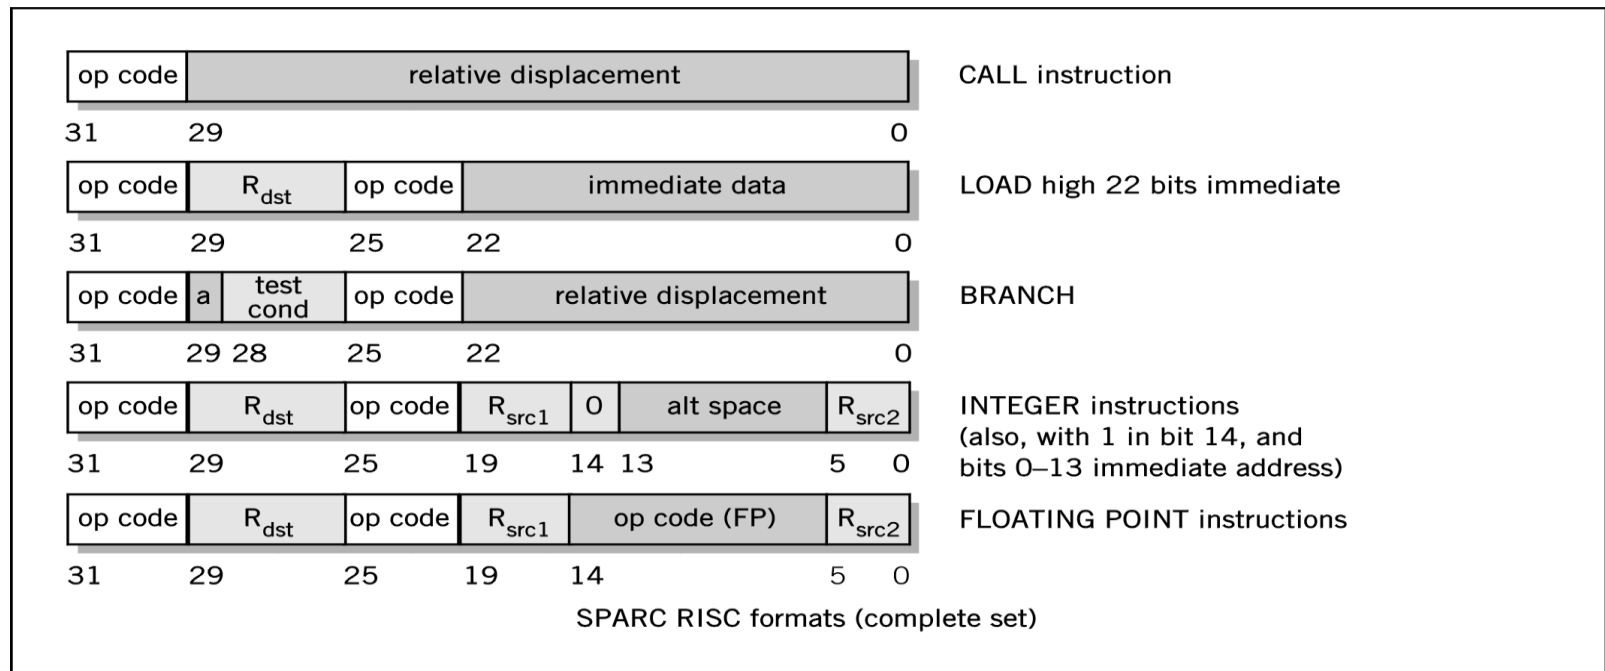 op code relative displacement CALL instruction
31 29 0
op code Rdst op code immediate data LOAD high 22 bits immediate
31 29 25 22 0
op code a test cond op code relative displacement BRANCH
31 29 28 25 22 0
op code Rdst op code Rsrc1 0 alt space Rsrc2 INTEGER instructions
(also, with 1 in bit 14, and
31 29 25 19 14 13 5 0 bits 0–13 immediate address)
op code Rdst op code Rsrc1 op code (FP) Rsrc2 FLOATING POINT instructions
31 29 25 19 14 5 0
SPARC RISC formats (complete set)